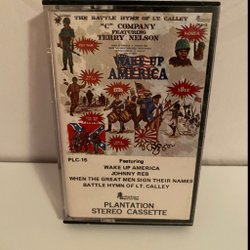 THE BATTLE HYMN OF LT. CALLEY
"C" COMPANY
FEATURING
TERRY NELSON
WAKE UP
AMERICA
PLC-16
Featuring
WAKE UP AMERICA
JOHNNY REB
WHEN THE GREAT MEN SIGN THEIR NAMES
BATTLE HYMN OF LT. CALLEY
PLANTATION
STEREO CASSETTE